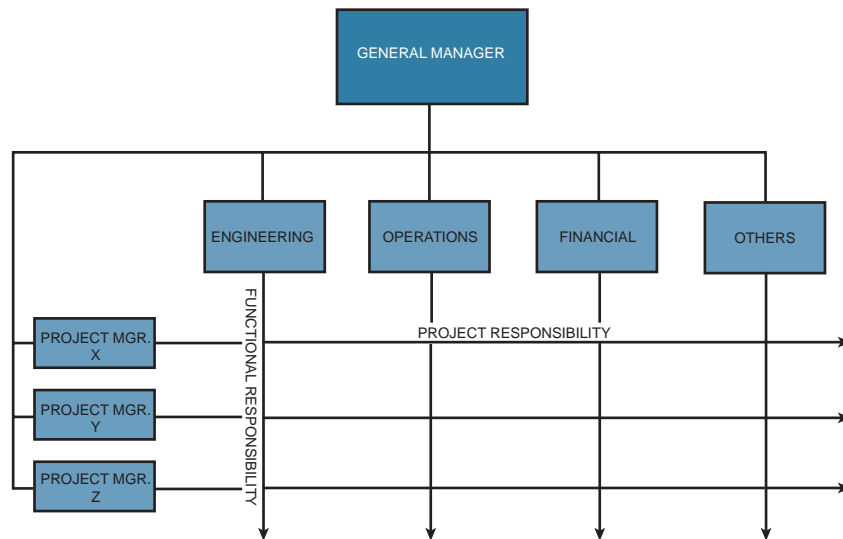 GENERAL MANAGER
ENGINEERING
OPERATIONS
FINANCIAL
OTHERS
FUNCTIONAL RESPONSIBILITY
PROJECT RESPONSIBILITY
PROJECT MGR.
X
PROJECT MGR.
Y
PROJECT MGR.
Z